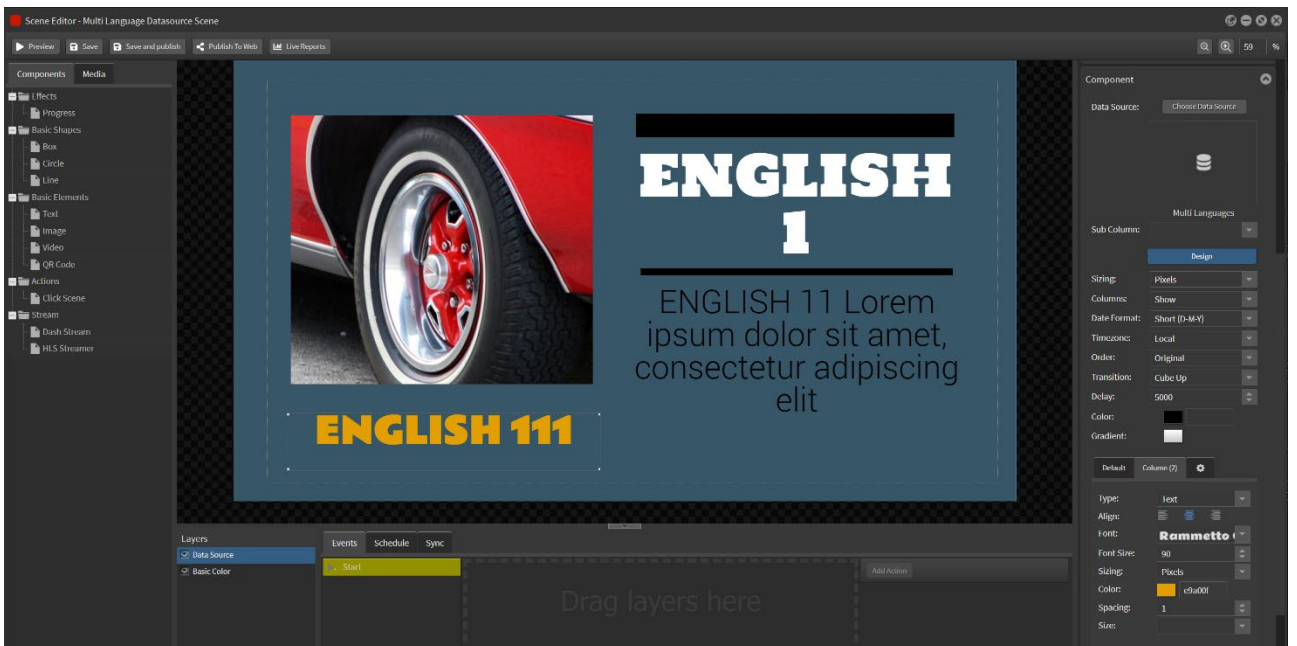 Scene Editor - Multi Language Datasource Scene
Preview Save Save and publish Publish To Web Live Reports 59 %
Components Media
Effects
Progress
Basic Shapes
Box
Circle
Line
Basic Elements
Text
Image
Video
QR Code
Actions
Click Scene
Stream
Dash Stream
HLS Streamer
ENGLISH
1
ENGLISH 11 Lorem
ipsum dolor sit amet,
consectetur adipiscing
elit
ENGLISH 111
Layers
Data Source
Basic Color
Events Schedule Sync
Start
Drag layers here
Add Action
Component
Data Source: Choose Data Source
Multi Languages
Sub Column:
Design
Sizing: Pixels
Columns: Show
Date Format: Short (D-M-Y)
Timezone: Local
Order: Original
Transition: Cube Up
Delay: 5000
Color:
Gradient:
Default Column (2)
Type: Text
Align:
Font: Rammetto
Font Size: 90
Sizing: Pixels
Color: e9a00f
Spacing: 1
Size: